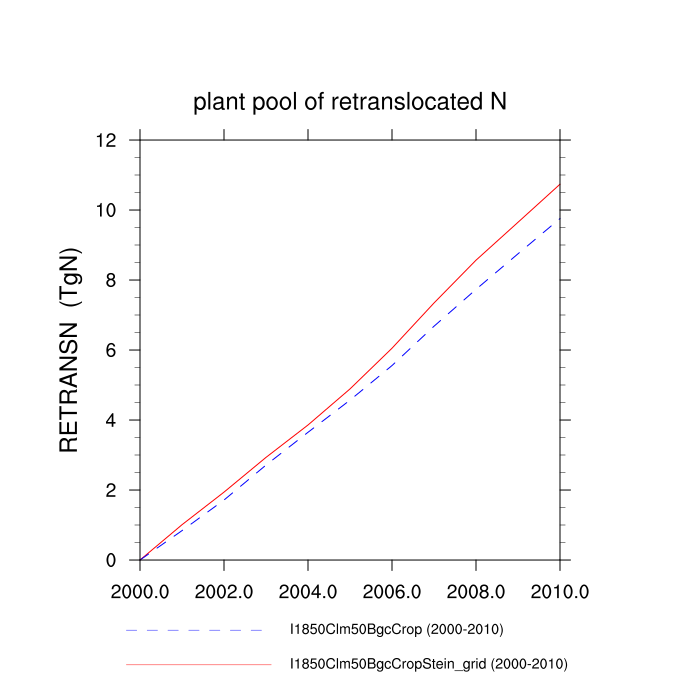 plant pool of retranslocated N
RETRANSN (TgN)
12
10
8
6
4
2
0
2000.0 2002.0 2004.0 2006.0 2008.0 2010.0
I1850Clm50BgcCrop (2000-2010)
I1850Clm50BgcCropStein_grid (2000-2010)